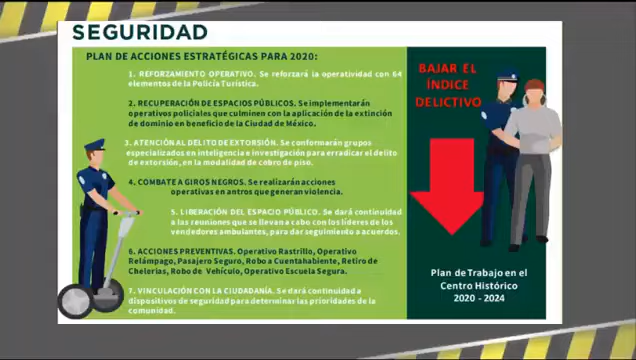 SEGURIDAD
PLAN DE ACCIONES ESTRATÉGICAS PARA 2020:
1. REFORZAMIENTO OPERATIVO. Se reforzará la operatividad con 64
elementos de la Policía Turística.
2. RECUPERACIÓN DE ESPACIOS PÚBLICOS. Se implementarán
operativos policiales que culminen con la aplicación de la extinción
de dominio en beneficio de la Ciudad de México.
3. ATENCIÓN AL DELITO DE EXTORSIÓN. Se conformarán grupos
especializados en inteligencia e investigación para erradicar el delito
de extorsión, en la modalidad de cobro de piso.
4. COMBATE A GIROS NEGROS. Se realizarán acciones
operativas en antros que generan violencia.
5. LIBERACIÓN DEL ESPACIO PÚBLICO. Se dará continuidad
a las reuniones que se llevan a cabo con los líderes de los
vendedores ambulantes, para dar seguimiento a acuerdos.
6. ACCIONES PREVENTIVAS. Operativo Rastrillo, Operativo
Relámpago, Pasajero Seguro, Robo a Cuentahabiente, Retiro de
Chelerias, Robo de Vehículo, Operativo Escuela Segura.
7. VINCULACIÓN CON LA CIUDADANÍA. Se dará continuidad a
dispositivos de seguridad para determinar las prioridades de la
comunidad.
BAJAR EL
ÍNDICE
DELICTIVO
Plan de Trabajo en el
Centro Histórico
2020 - 2024